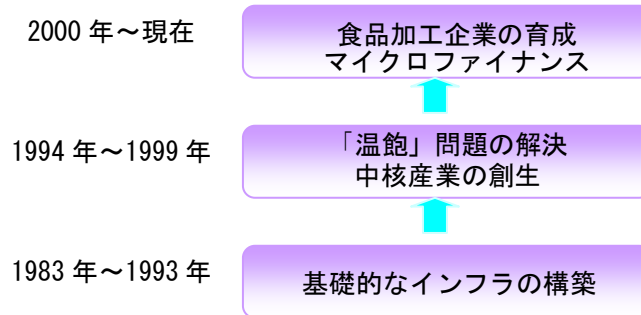 2000 年～現在
食品加工企業の育成
マイクロファイナンス
1994 年～1999 年
「温飽」問題の解決
中核産業の創生
1983 年～1993 年
基礎的なインフラの構築